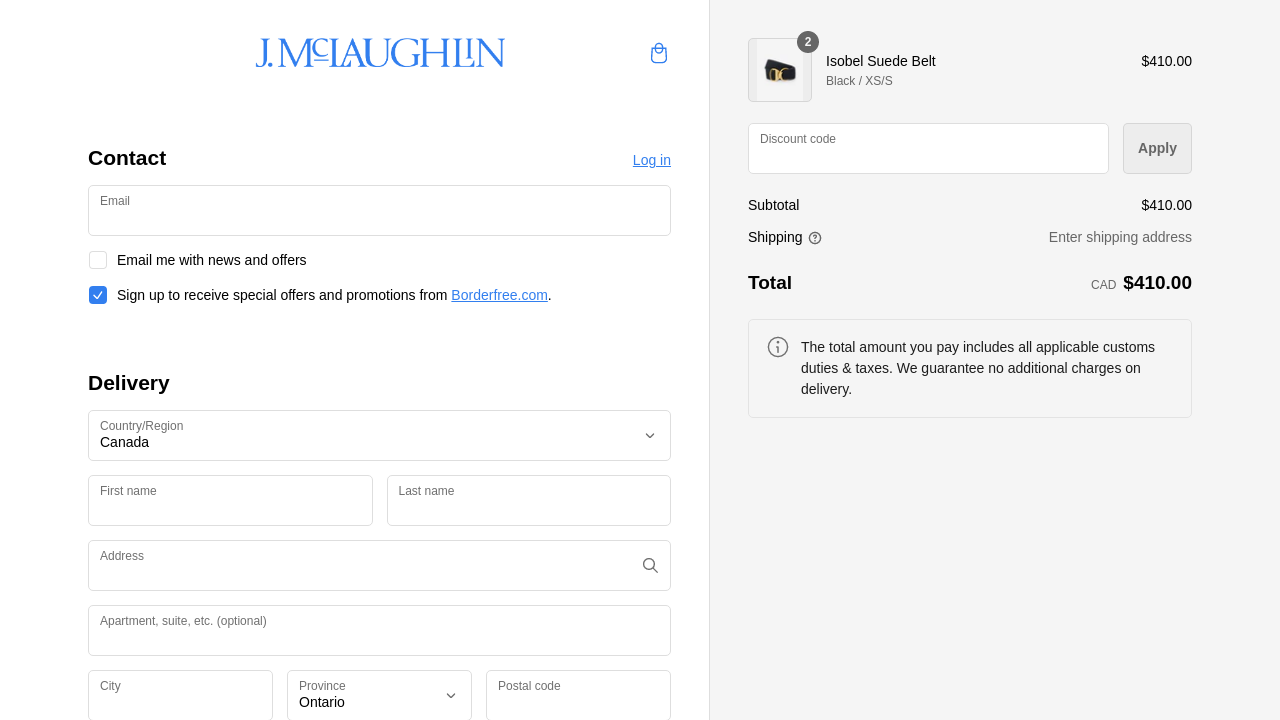 J.McLAUGHLIN
Contact
Log in
Email
Email me with news and offers
Sign up to receive special offers and promotions from Borderfree.com.
Delivery
Country/Region
Canada
First name
Last name
Address
Apartment, suite, etc. (optional)
City
Province
Ontario
Postal code
2
Isobel Suede Belt
$410.00
Black / XS/S
Discount code
Apply
Subtotal
$410.00
Shipping
Enter shipping address
Total
CAD $410.00
The total amount you pay includes all applicable customs
duties & taxes. We guarantee no additional charges on
delivery.